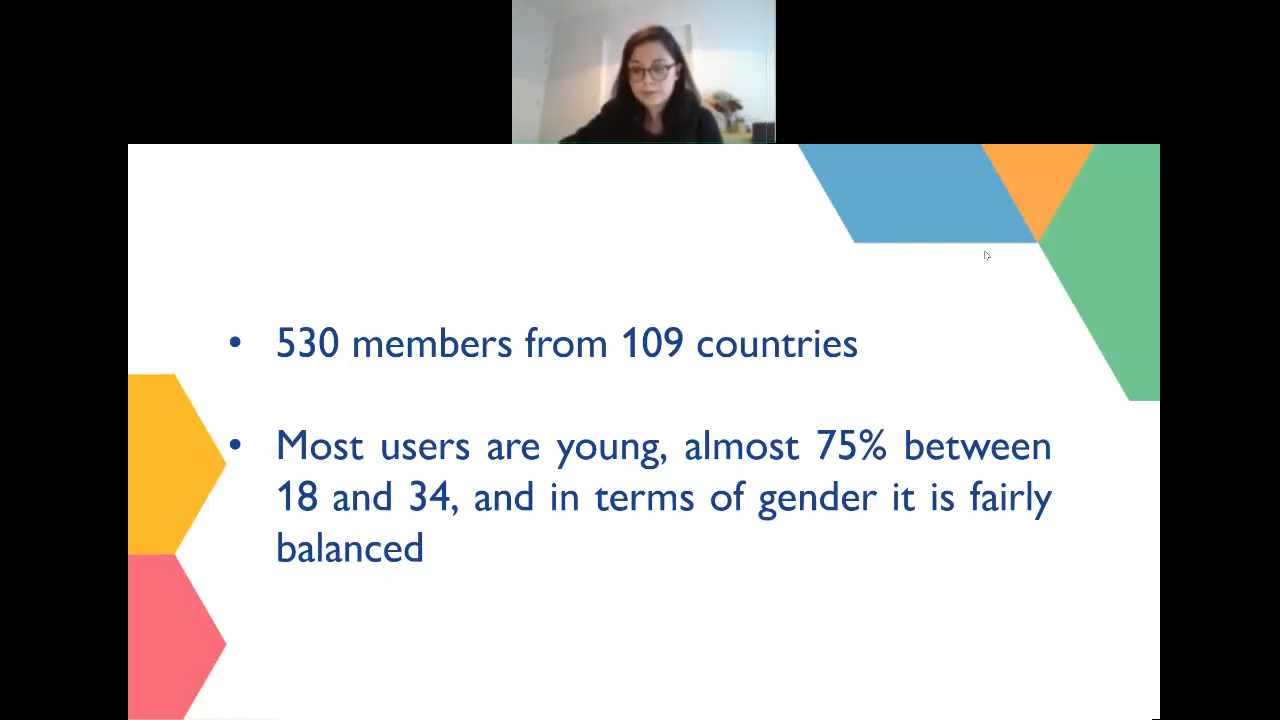 • 530 members from 109 countries
• Most users are young, almost 75% between
18 and 34, and in terms of gender it is fairly
balanced